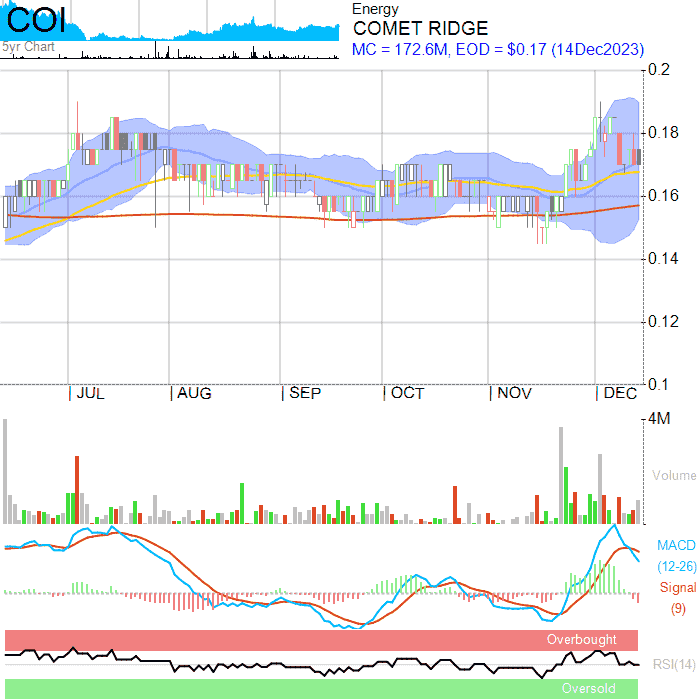 COI
5yr Chart
Energy
COMET RIDGE
MC = 172.6M, EOD = $0.17 (14Dec2023)
0.2
0.18
0.16
0.14
0.12
0.1
JUL AUG SEP OCT NOV DEC
4M
Volume
MACD
(12-26)
Signal
(9)
Overbought
RSI(14)
Oversold